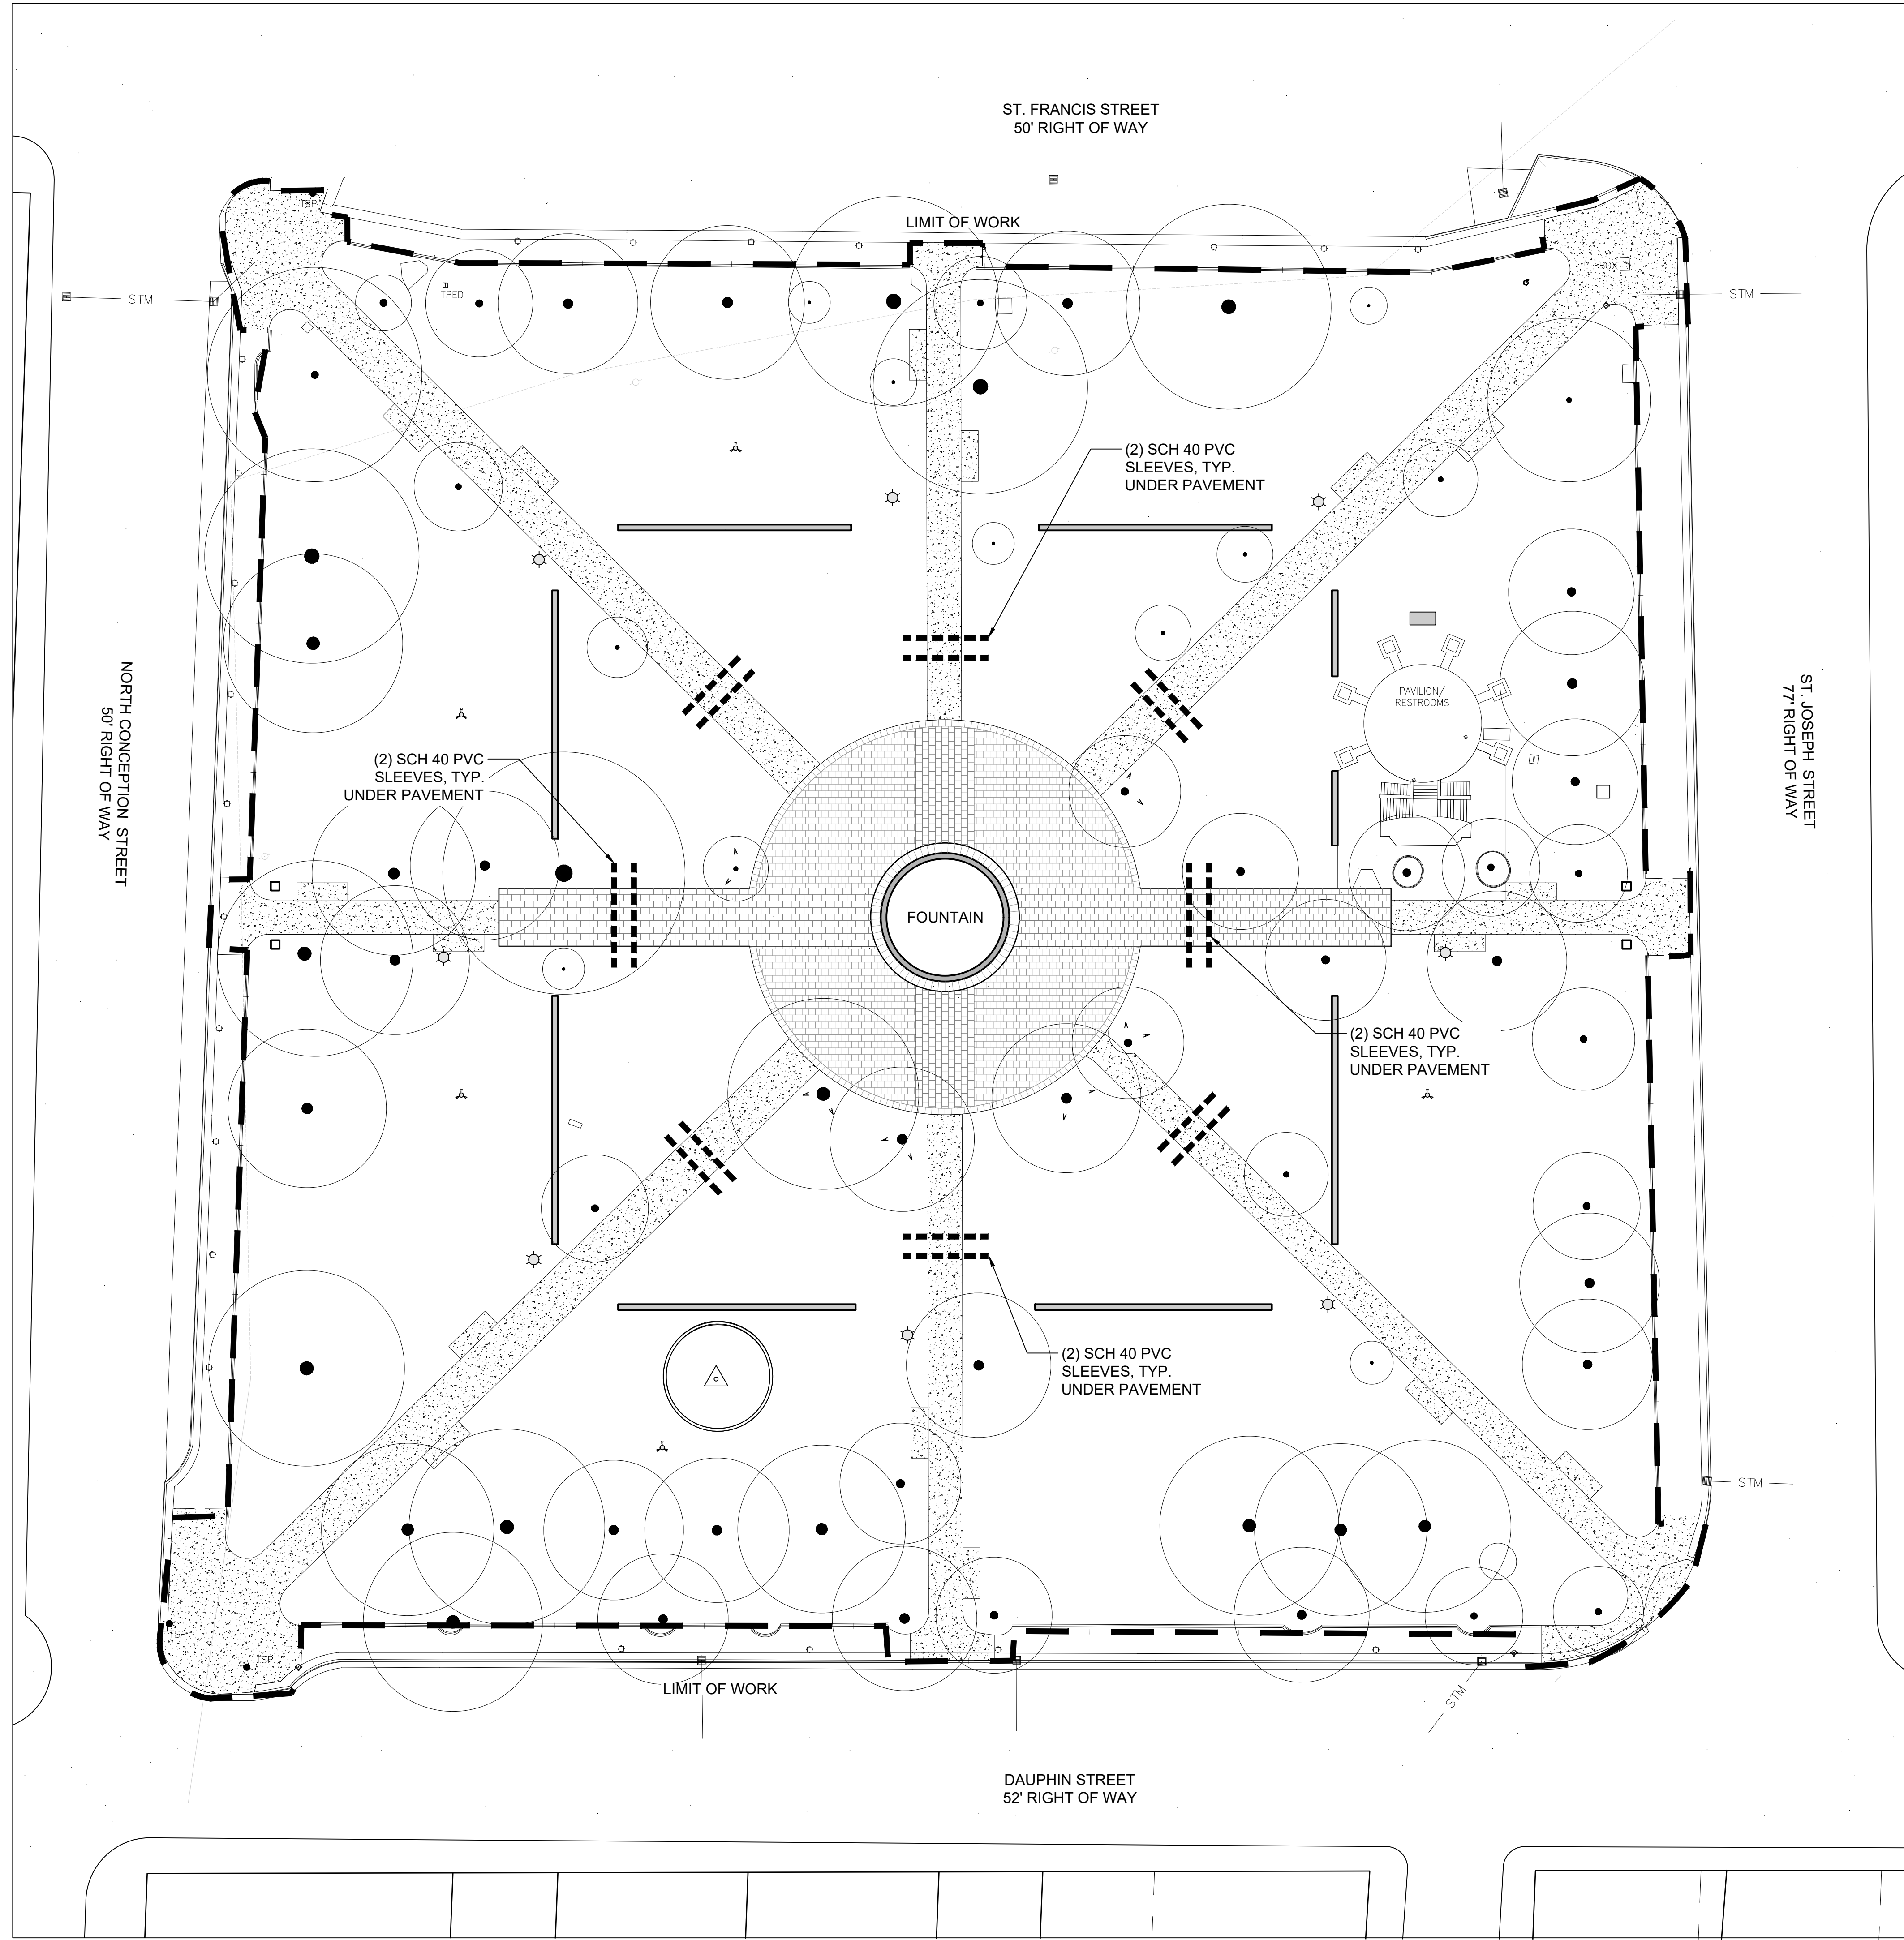 ST. FRANCIS STREET
50' RIGHT OF WAY
LIMIT OF WORK
TSP
TPED
PBOX
STM
STM
(2) SCH 40 PVC
SLEEVES, TYP.
UNDER PAVEMENT
NORTH CONCEPTION STREET
50' RIGHT OF WAY
ST. JOSEPH STREET
77' RIGHT OF WAY
PAVILION/
RESTROOMS
(2) SCH 40 PVC
SLEEVES, TYP.
UNDER PAVEMENT
FOUNTAIN
(2) SCH 40 PVC
SLEEVES, TYP.
UNDER PAVEMENT
(2) SCH 40 PVC
SLEEVES, TYP.
UNDER PAVEMENT
STM
TSP
TSP
LIMIT OF WORK
STM
DAUPHIN STREET
52' RIGHT OF WAY